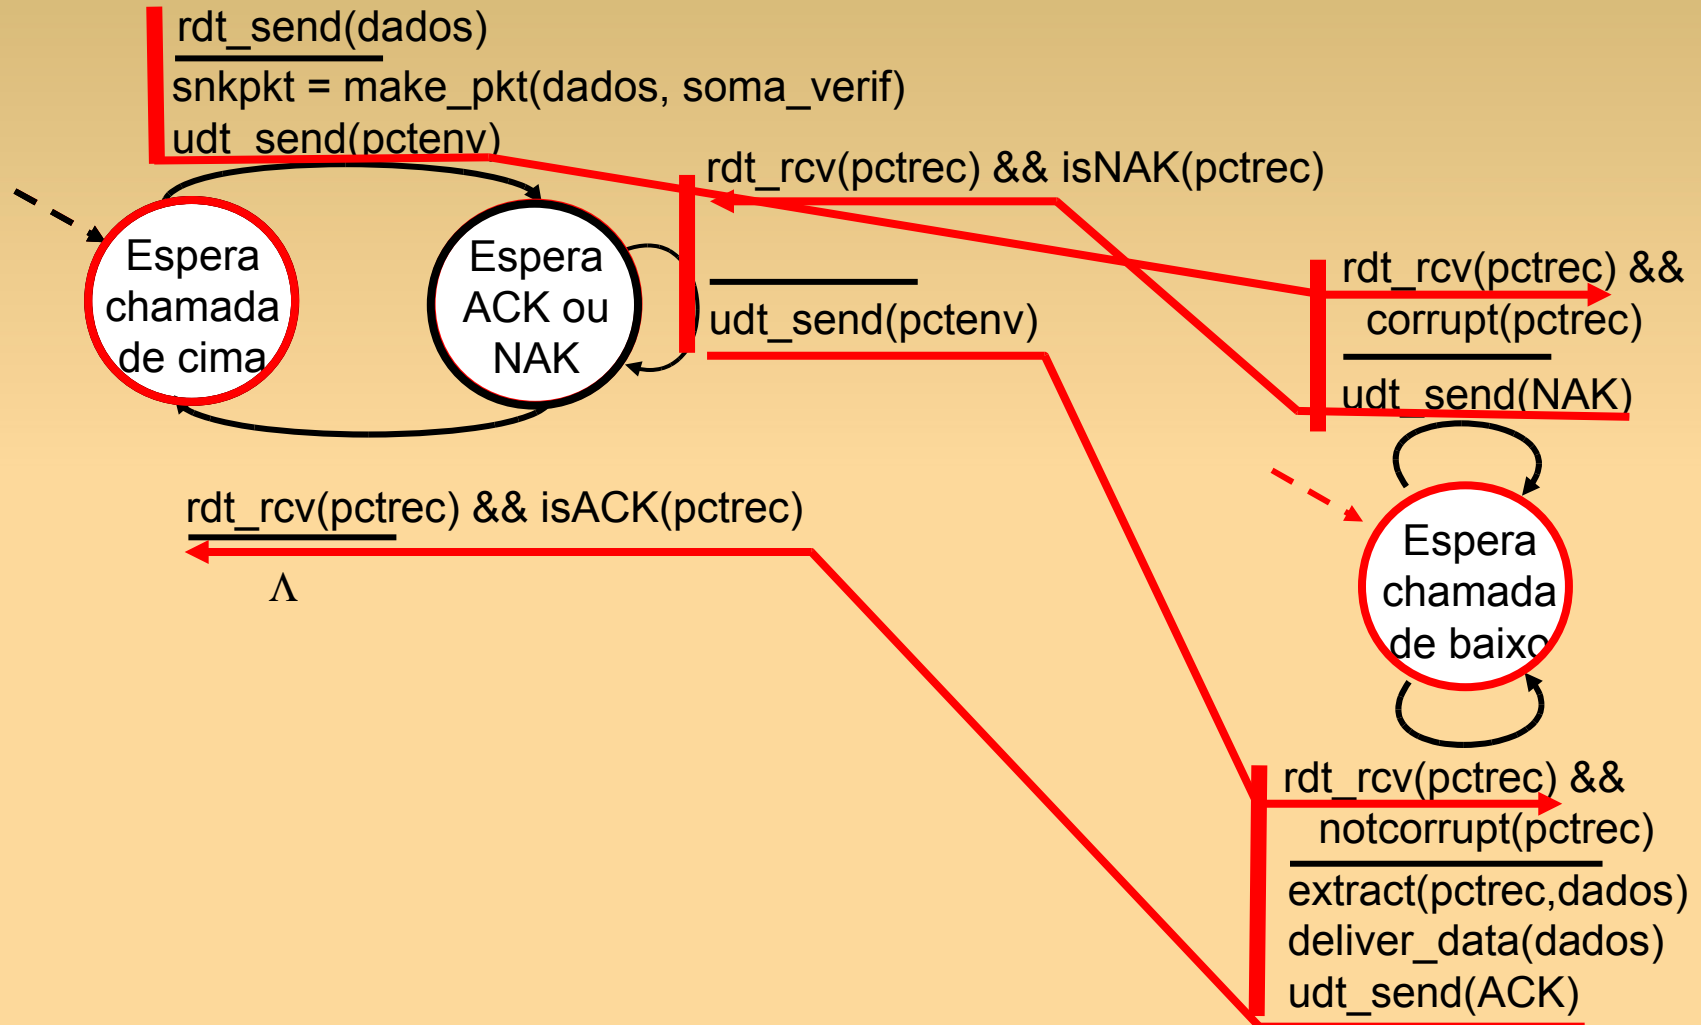 rdt_send(dados)
snkpkt = make_pkt(dados, soma_verif)
udt_send(pctenv)
rdt_rcv(pctrec) && isNAK(pctrec)
udt_send(pctenv)
Espera
chamada
de cima
Espera
ACK ou
NAK
rdt_rcv(pctrec) &&
corrupt(pctrec)
udt_send(NAK)
rdt_rcv(pctrec) && isACK(pctrec)
Λ
Espera
chamada
de baixo
rdt_rcv(pctrec) &&
notcorrupt(pctrec)
extract(pctrec,dados)
deliver_data(dados)
udt_send(ACK)